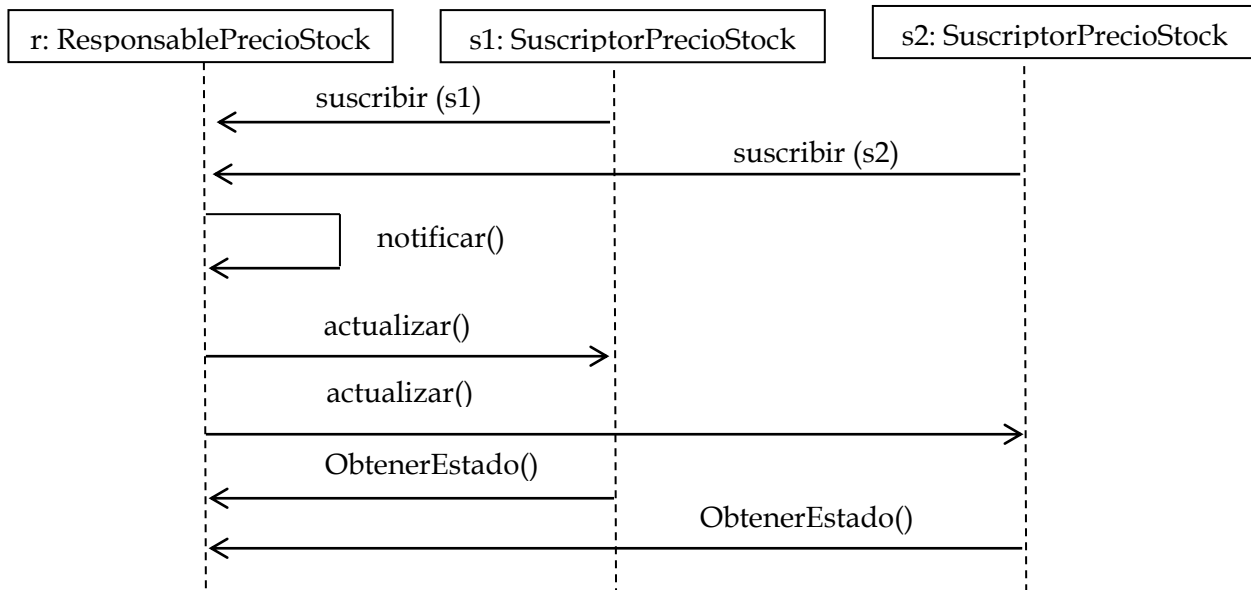 r: ResponsablePrecioStock
s1: SuscriptorPrecioStock
s2: SuscriptorPrecioStock
suscribir (s1)
suscribir (s2)
notificar()
actualizar()
actualizar()
ObtenerEstado()
ObtenerEstado()